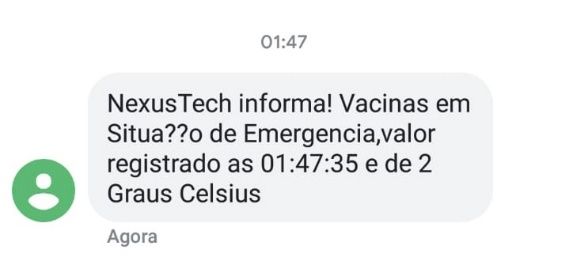 01:47
NexusTech informa! Vacinas em
Situa??o de Emergencia,valor
registrado as 01:47:35 e de 2
Graus Celsius
Agora